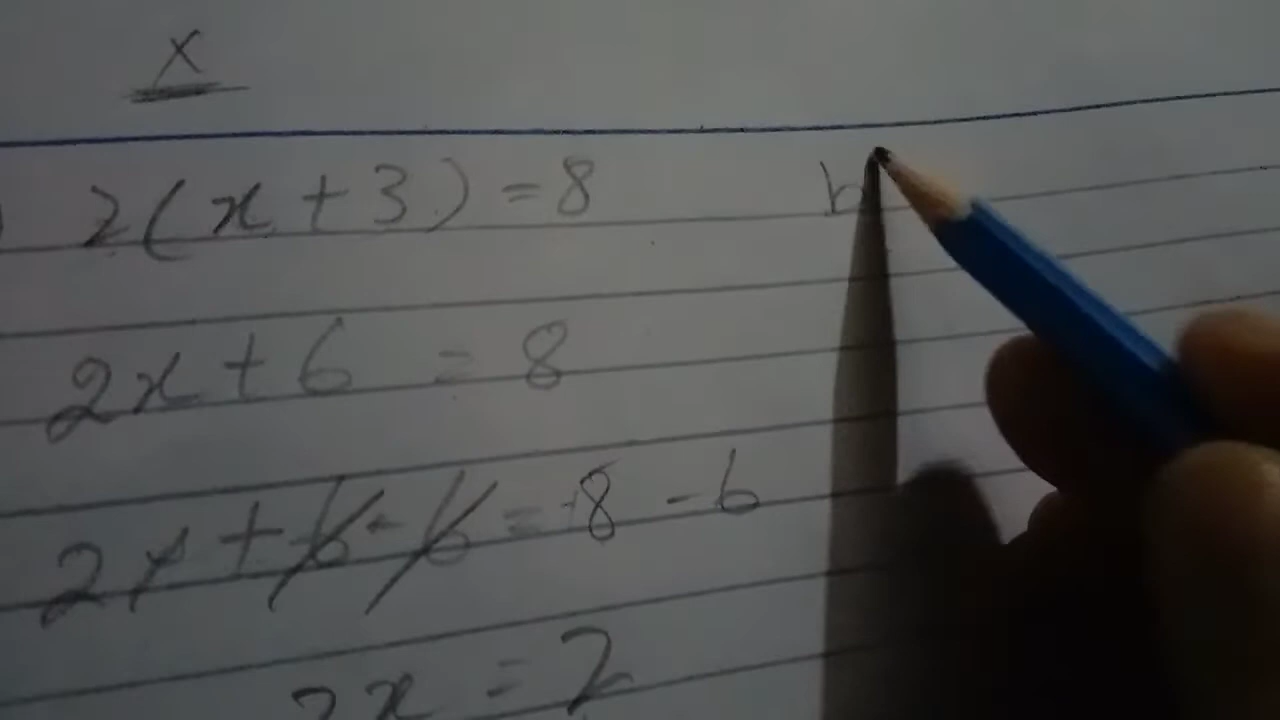 x
2(x+3)=8
b
2x+6 = 8
2x+6-6=8-6
2x = 2